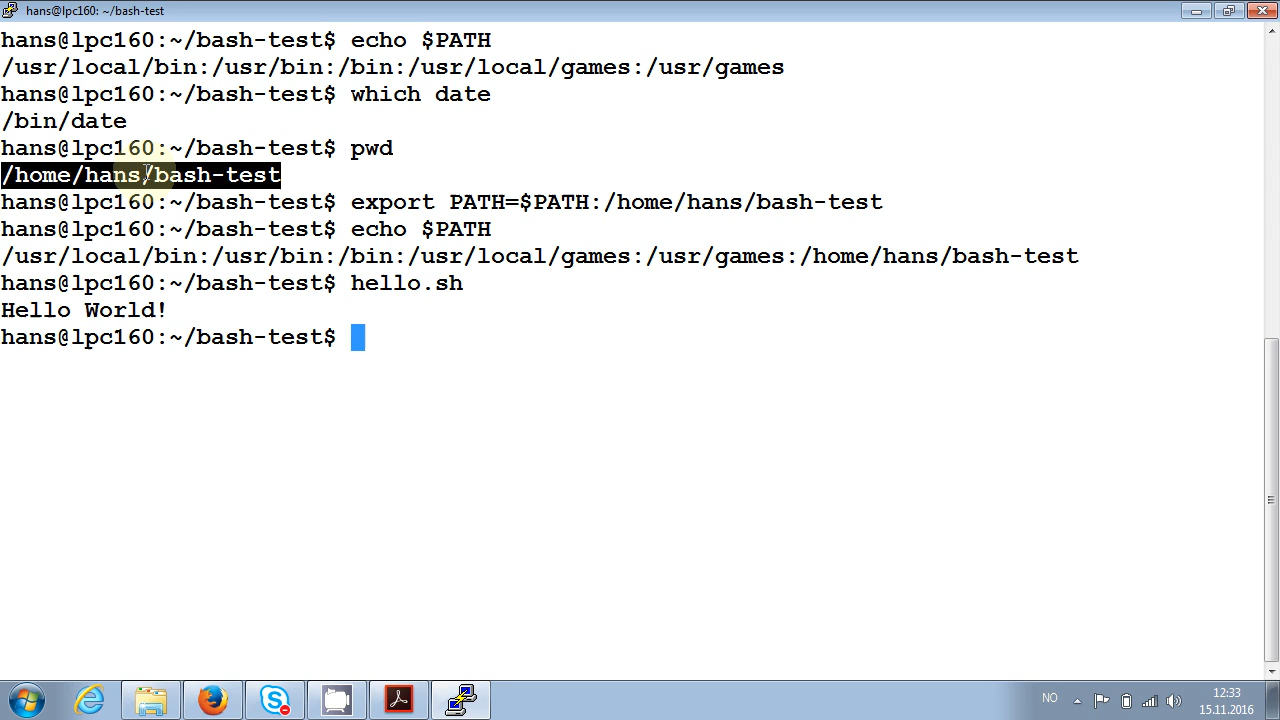 hans@lpc160: ~/bash-test
hans@lpc160:~/bash-test$ echo $PATH
/usr/local/bin:/usr/bin:/bin:/usr/local/games:/usr/games
hans@lpc160:~/bash-test$ which date
/bin/date
hans@lpc160:~/bash-test$ pwd
/home/hans/bash-test
hans@lpc160:~/bash-test$ export PATH=$PATH:/home/hans/bash-test
hans@lpc160:~/bash-test$ echo $PATH
/usr/local/bin:/usr/bin:/bin:/usr/local/games:/usr/games:/home/hans/bash-test
hans@lpc160:~/bash-test$ hello.sh
Hello World!
hans@lpc160:~/bash-test$
NO
12:33
15.11.2016